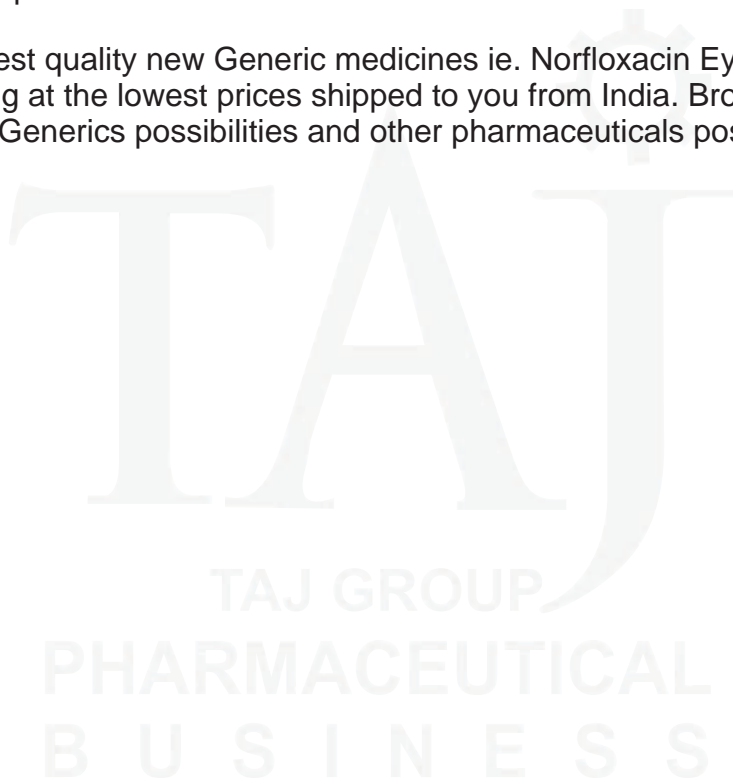 est quality new Generic medicines ie. Norfloxacin Ey
g at the lowest prices shipped to you from India. Bro
Generics possibilities and other pharmaceuticals pos
TAJ
TAJ GROUP
PHARMACEUTICAL
BUSINESS